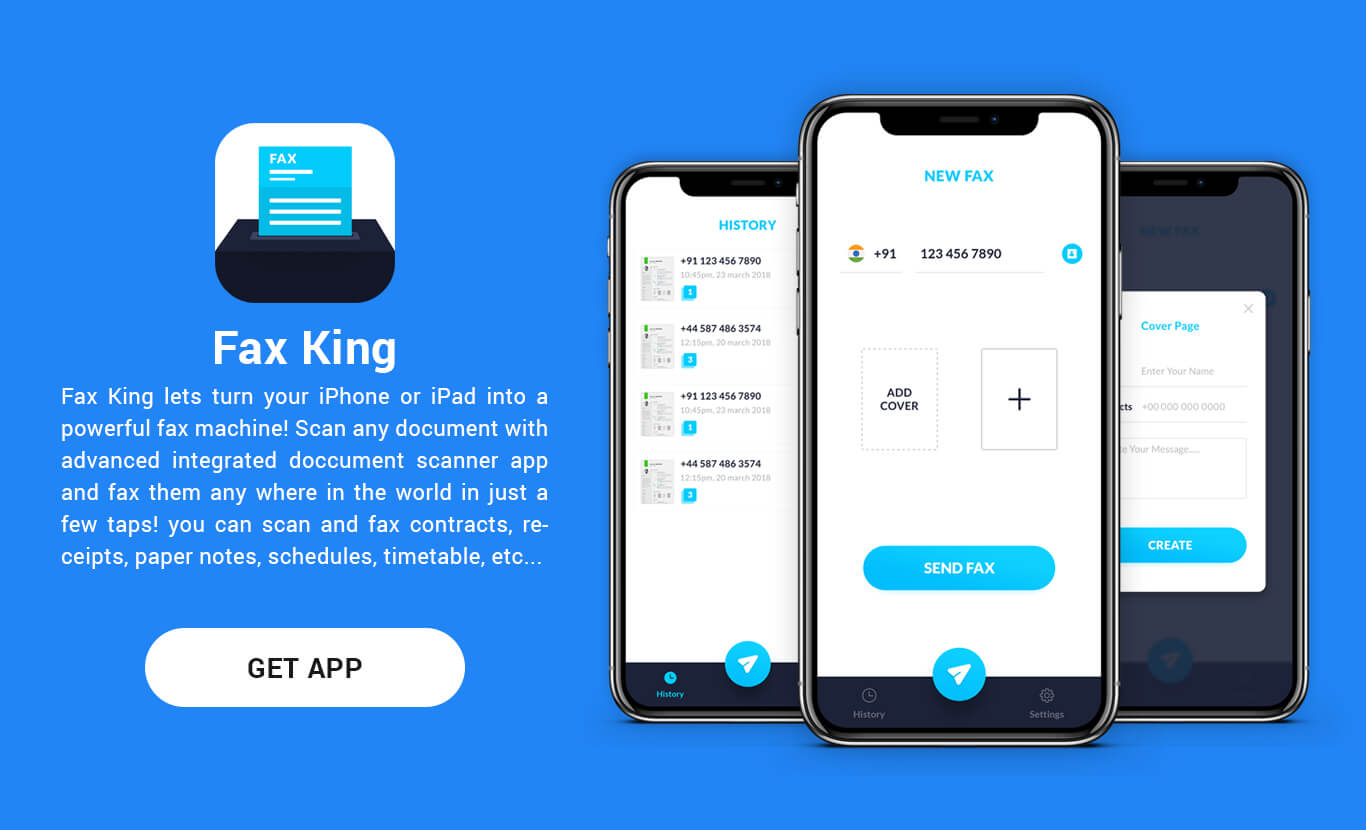 FAX
Fax King
Fax King lets turn your iPhone or iPad into a
powerful fax machine! Scan any document with
advanced integrated doccument scanner app
and fax them any where in the world in just a
few taps! you can scan and fax contracts, re-
ceipts, paper notes, schedules, timetable, etc...
GET APP
HISTORY
+91 123 456 7890
10:45pm, 23 march 2018
1
+44 587 486 3574
12:15pm, 20 march 2018
3
+91 123 456 7890
10:45pm, 23 march 2018
1
+44 587 486 3574
12:15pm, 20 march 2018
3
History
NEW FAX
+91 123 456 7890
ADD
COVER
SEND FAX
History
Settings
NEW FAX
Cover Page
Enter Your Name
cts +00 000 000 0000
e Your Message.....
CREATE